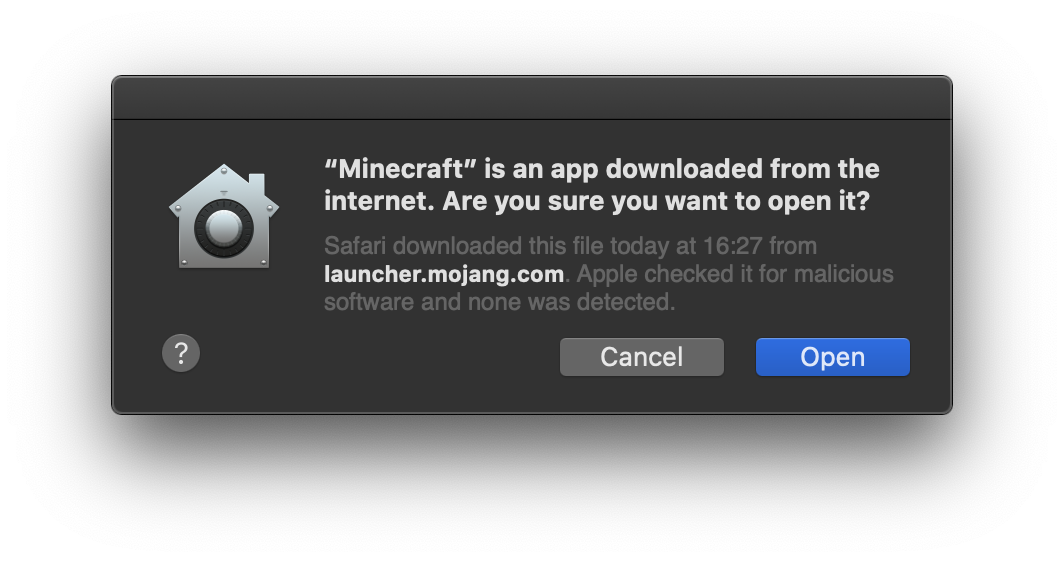 “Minecraft” is an app downloaded from the
internet. Are you sure you want to open it?
Safari downloaded this file today at 16:27 from
launcher.mojang.com. Apple checked it for malicious
software and none was detected.
?
Cancel
Open